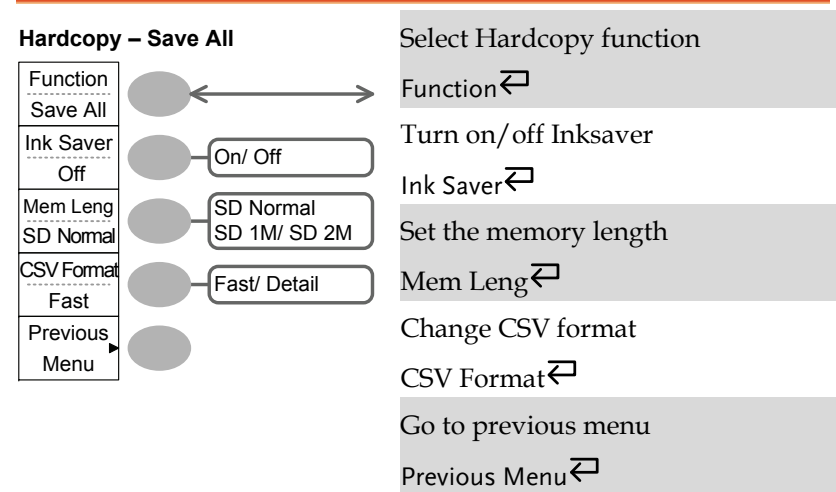 Hardcopy – Save All
Function
Save All
Ink Saver
Off
On/ Off
Mem Leng
SD Normal
SD Normal
SD 1M/ SD 2M
CSV Format
Fast
Fast/ Detail
Previous
Menu
Select Hardcopy function
Function
Turn on/off Inksaver
Ink Saver
Set the memory length
Mem Leng
Change CSV format
CSV Format
Go to previous menu
Previous Menu